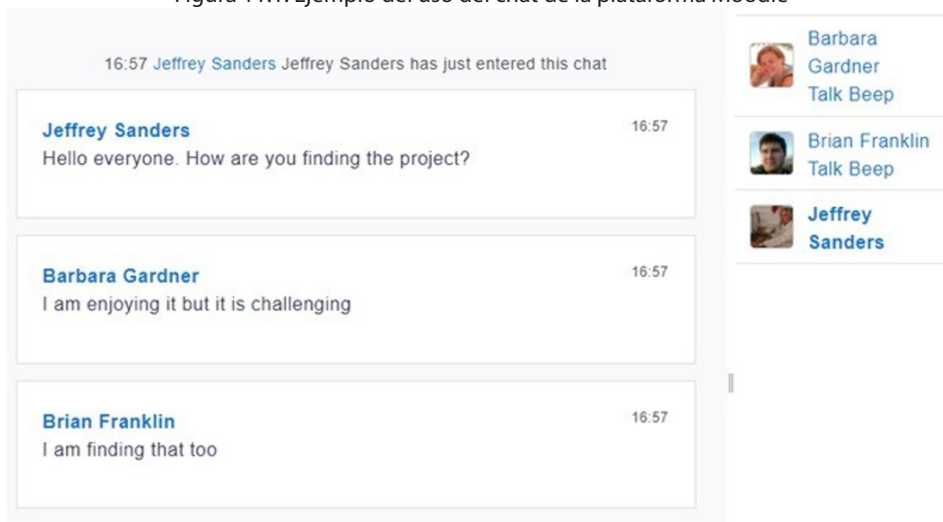 Figura 11.1. Ejemplo del uso del chat de la plataforma Moodle
16:57 Jeffrey Sanders Jeffrey Sanders has just entered this chat
Jeffrey Sanders 16:57
Hello everyone. How are you finding the project?
Barbara Gardner 16:57
I am enjoying it but it is challenging
Brian Franklin 16:57
I am finding that too
Barbara
Gardner
Talk Beep
Brian Franklin
Talk Beep
Jeffrey
Sanders